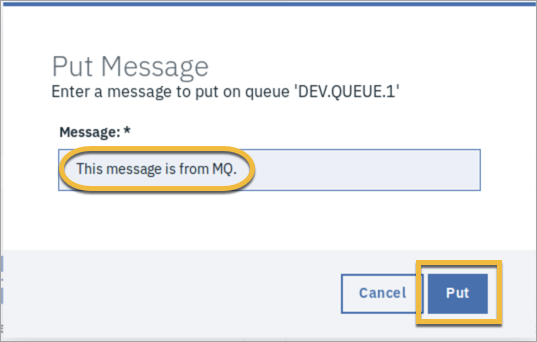 Put Message
Enter a message to put on queue 'DEV.QUEUE.1'
Message: *
This message is from MQ.
Cancel
Put